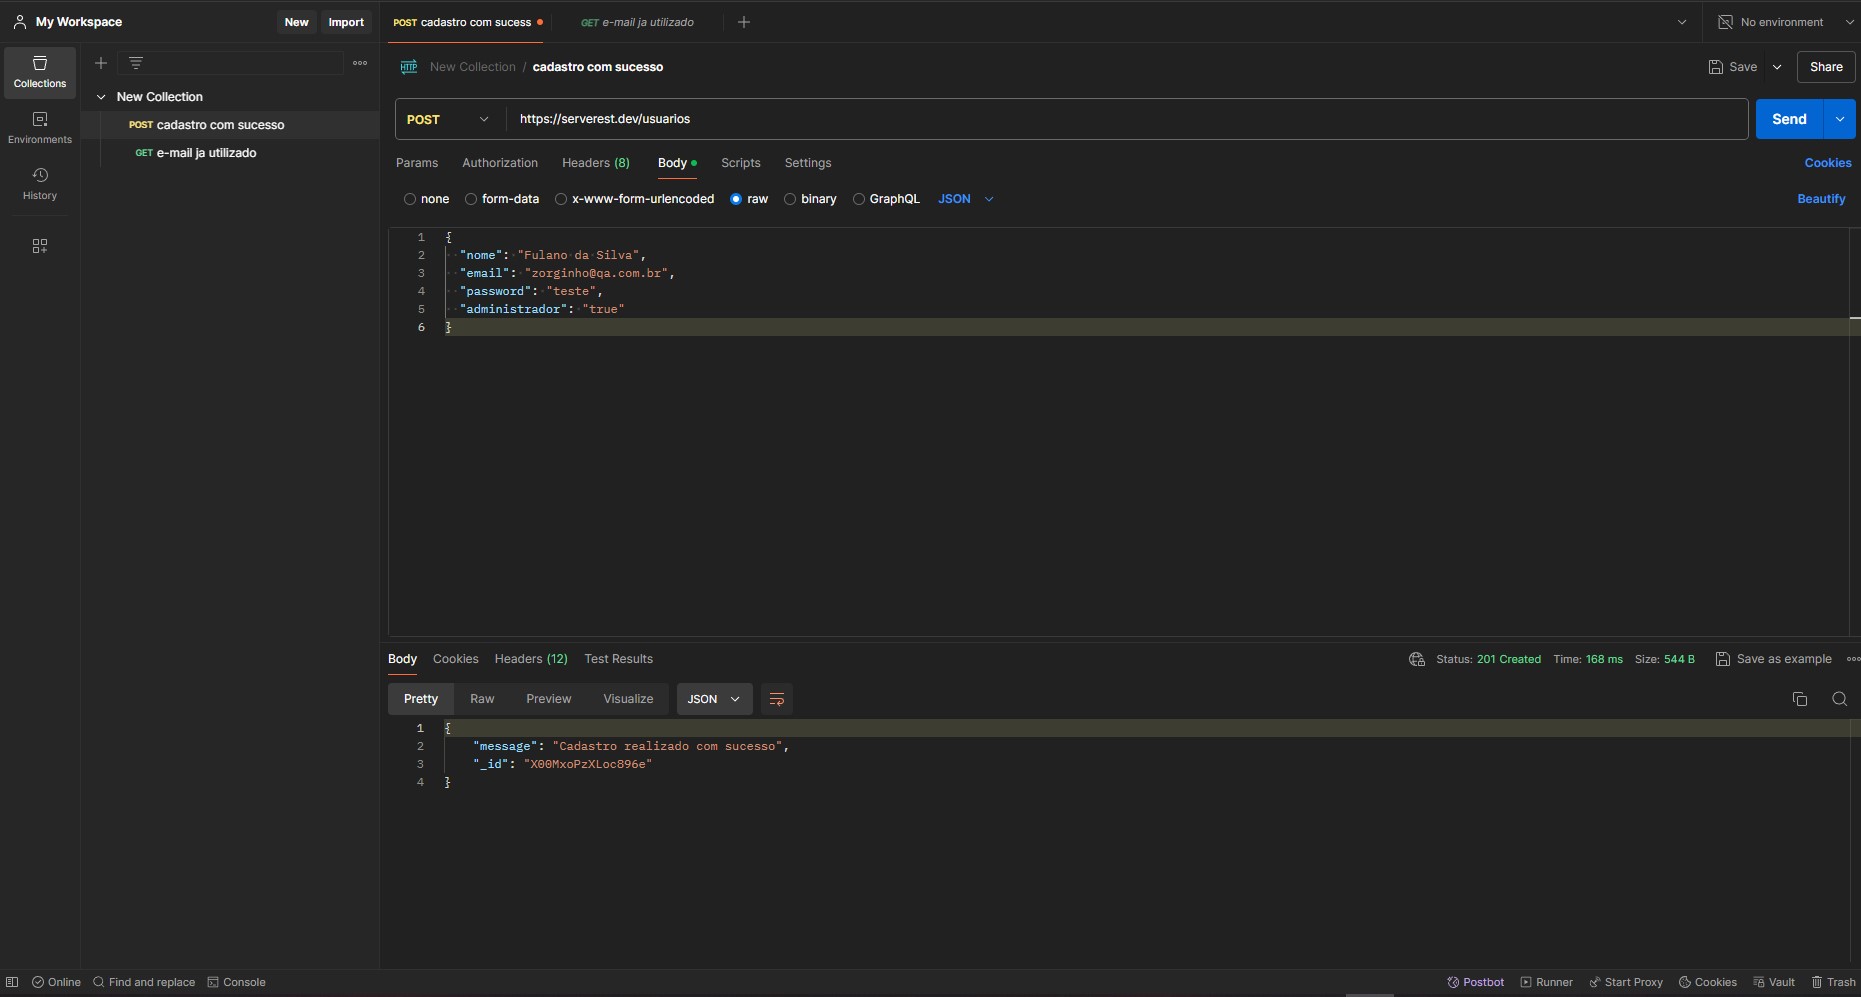 My Workspace
New
Import
POST cadastro com sucess
GET e-mail ja utilizado
No environment
Collections
Environments
History
New Collection
POST cadastro com sucesso
GET e-mail ja utilizado
HTTP
New Collection / cadastro com sucesso
Save
Share
POST
https://serverest.dev/usuarios
Send
Params
Authorization
Headers (8)
Body
Scripts
Settings
Cookies
none
form-data
x-www-form-urlencoded
raw
binary
GraphQL
JSON
Beautify
1 {
2 "nome": "Fulano da Silva",
3 "email": "zorginho@qa.com.br",
4 "password": "teste",
5 "administrador": "true"
6 }
Body
Cookies
Headers (12)
Test Results
Status: 201 Created
Time: 168 ms
Size: 544 B
Save as example
Pretty
Raw
Preview
Visualize
JSON
1 {
2 "message": "Cadastro realizado com sucesso",
3 "_id": "X00MxoPzXLoc896e"
4 }
Online
Find and replace
Console
Postbot
Runner
Start Proxy
Cookies
Vault
Trash